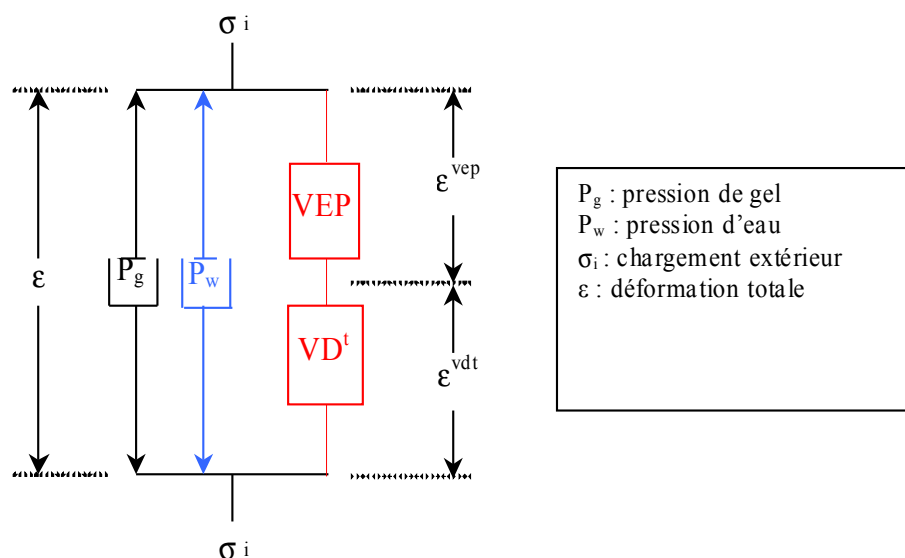 σ i
ε
P g
P w
VEP
VD t
ε vep
ε vdt
σ i
P g : pression de gel
P w : pression d'eau
σ i : chargement extérieur
ε : déformation totale